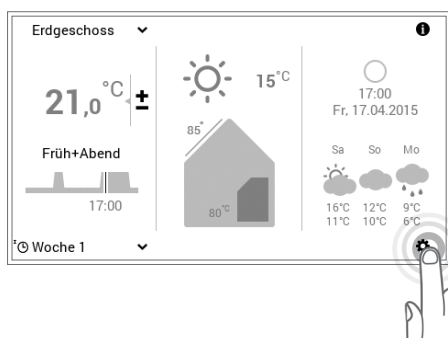 Erdgeschoss
21,0°C ±
Früh+Abend
17:00
Woche 1
15°C
85°
80°C
17:00
Fr, 17.04.2015
Sa So Mo
16°C 12°C 9°C
11°C 10°C 6°C